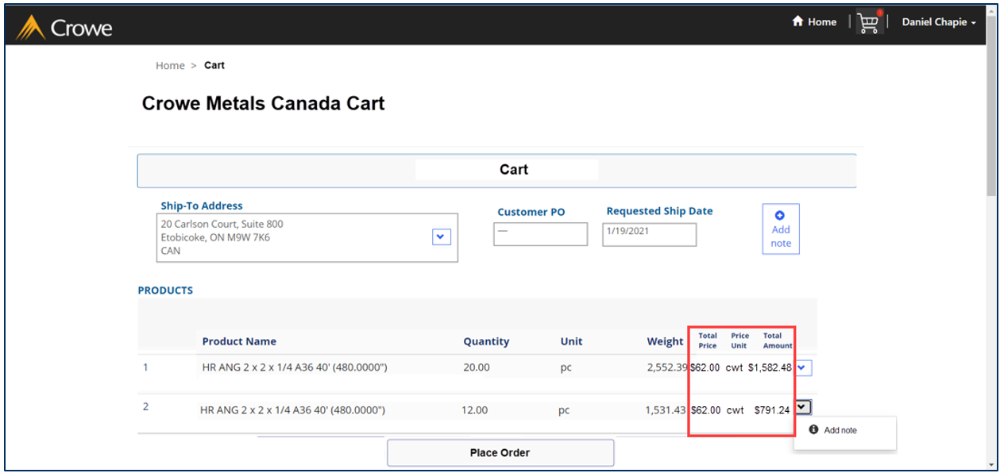 Crowe
Home
1
Daniel Chapie
Home > Cart
Crowe Metals Canada Cart
Cart
Ship-To Address
20 Carlson Court, Suite 800
Etobicoke, ON M9W 7K6
CAN
Customer PO
—
Requested Ship Date
1/19/2021
Add
note
PRODUCTS
Product Name Quantity Unit Weight Total Price Price Unit Total Amount
1 HR ANG 2 x 2 x 1/4 A36 40' (480.0000") 20.00 pc 2,552.39 $62.00 cwt $1,582.48
2 HR ANG 2 x 2 x 1/4 A36 40' (480.0000") 12.00 pc 1,531.43 $62.00 cwt $791.24
Add note
Place Order